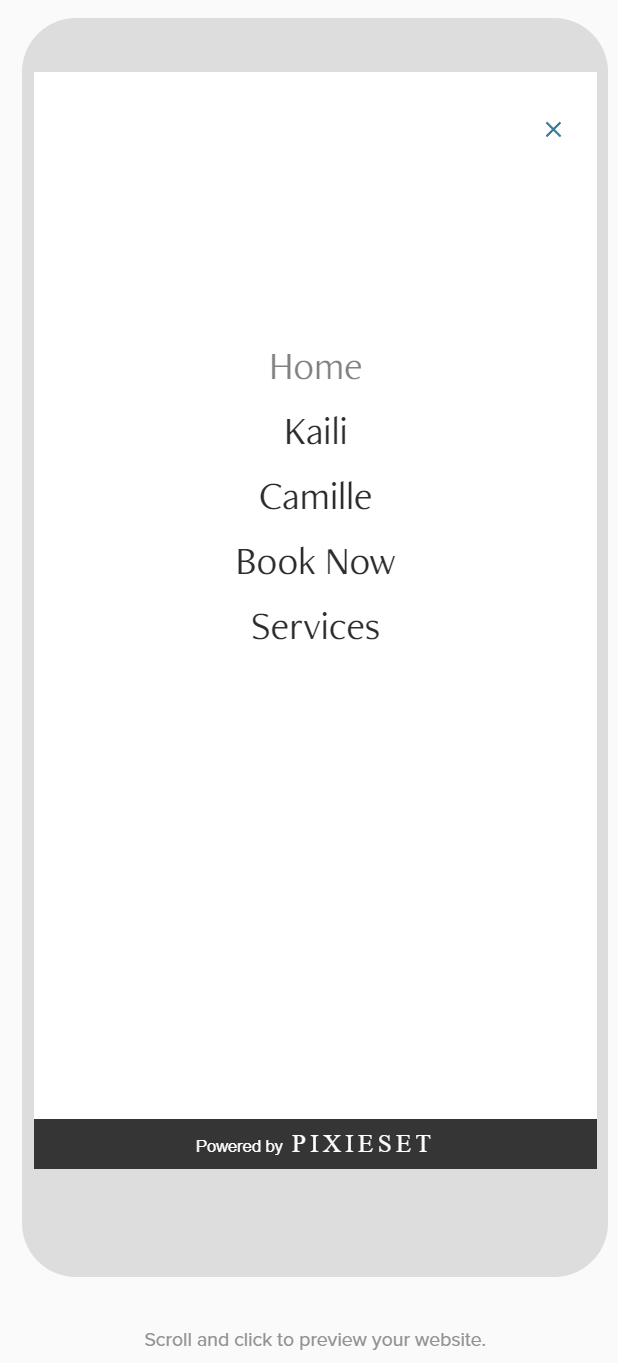 Home
Kaili
Camille
Book Now
Services
Powered by PIXIESET
Scroll and click to preview your website.